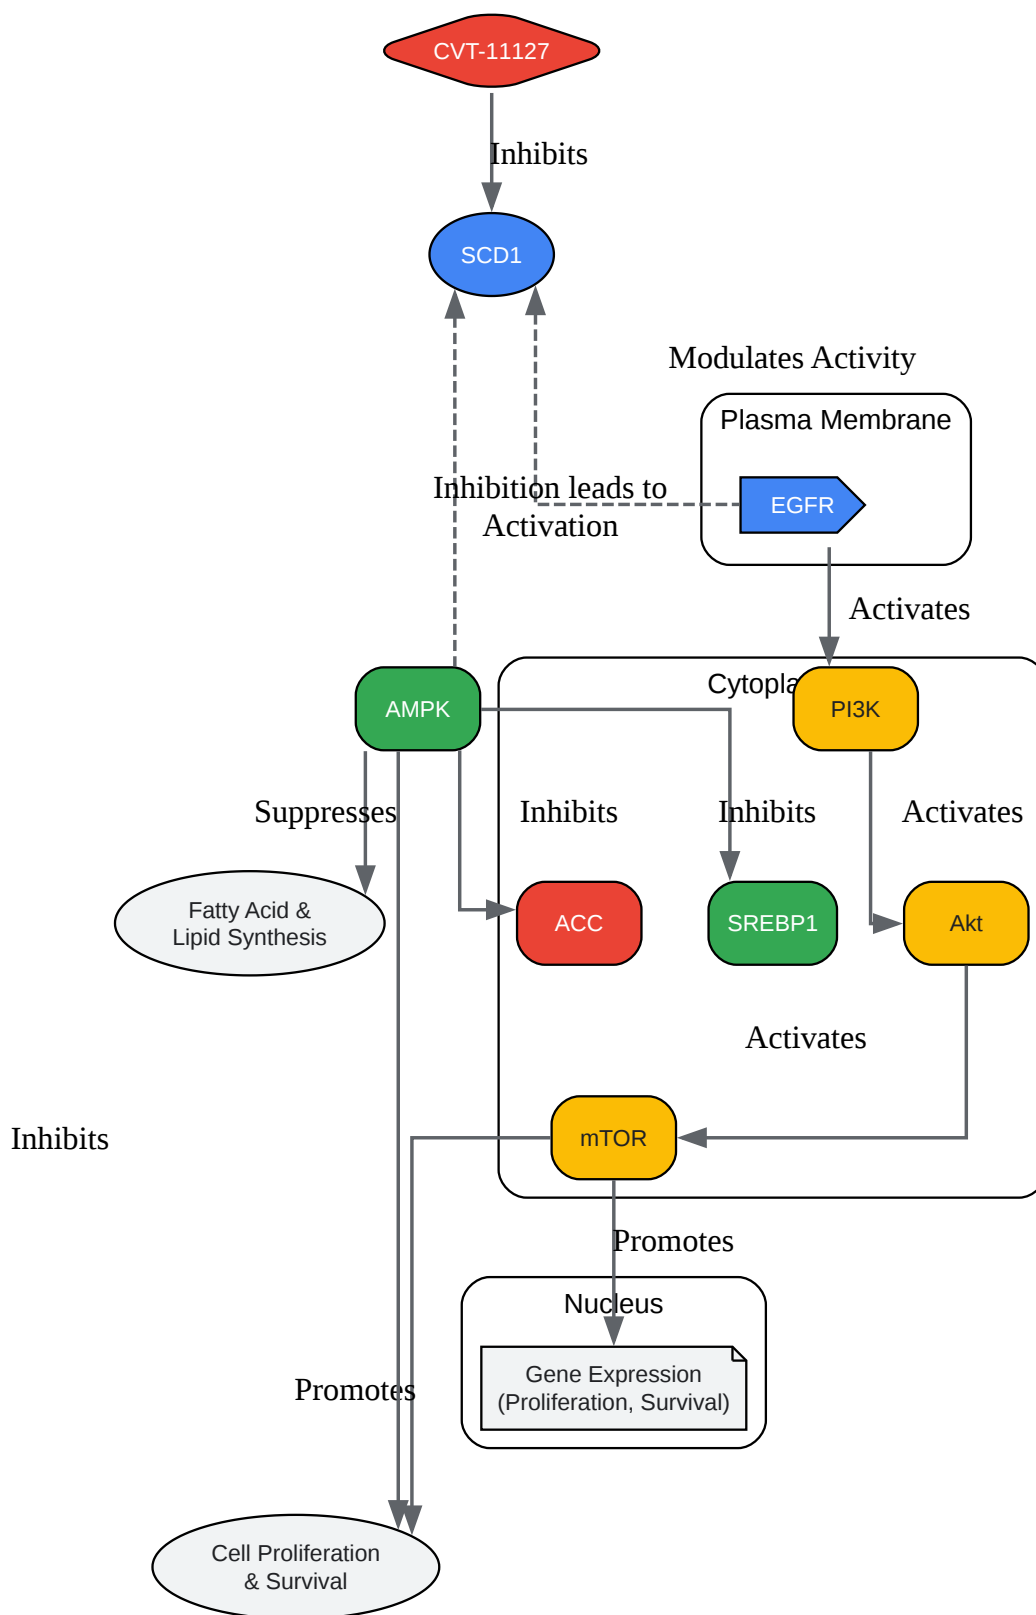 CVT-11127
Inhibits
SCD1
Modulates Activity
Plasma Membrane
EGFR
Inhibition leads to
Activation
Activates
Cytopla
AMPK
PI3K
Suppresses
Inhibits
Inhibits
Activates
Fatty Acid &
Lipid Synthesis
ACC
SREBP1
Akt
Activates
Inhibits
mTOR
Promotes
Nucleus
Gene Expression
(Proliferation, Survival)
Promotes
Cell Proliferation
& Survival